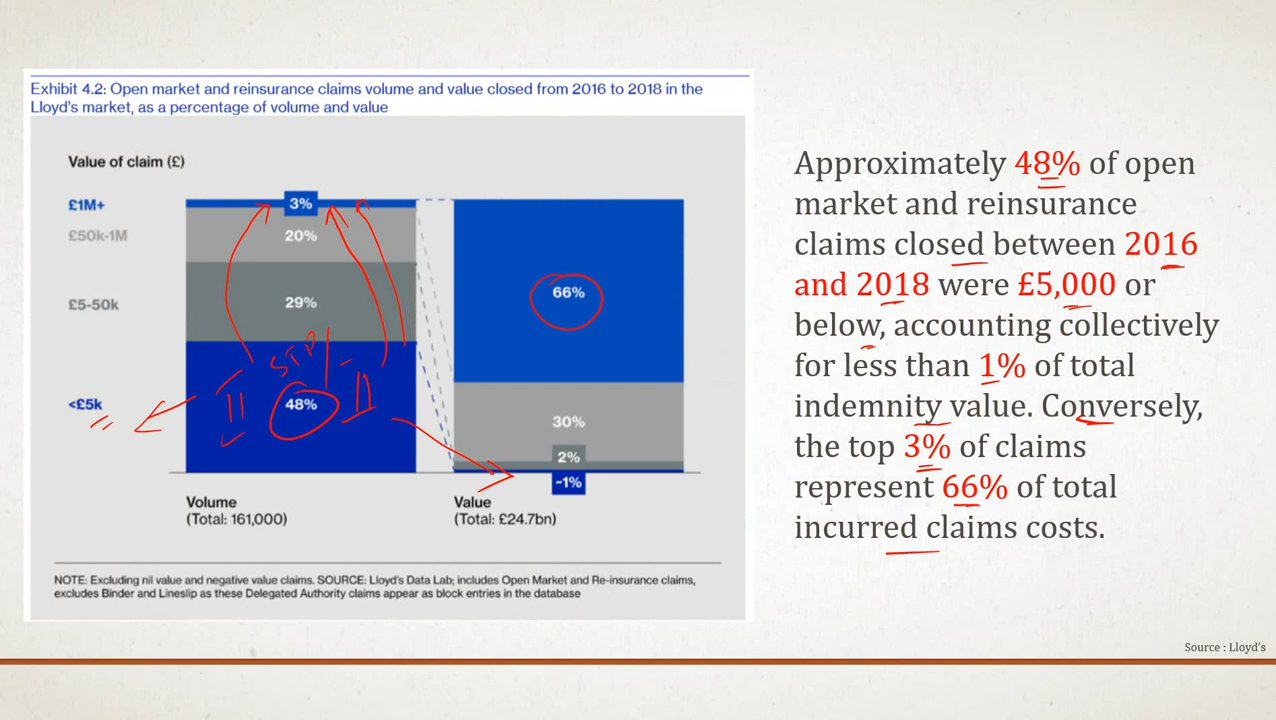 Exhibit 4.2: Open market and reinsurance claims volume and value closed from 2016 to 2018 in the
Lloyd's market, as a percentage of volume and value
Value of claim (£)
£1M+
3%
£50k-1M
20%
66%
£5-50k
29%
STP
<£5k
48%
30%
2%
~1%
Volume
(Total: 161,000)
Value
(Total: £24.7bn)
NOTE: Excluding nil value and negative value claims. SOURCE: Lloyd's Data Lab; includes Open Market and Re-insurance claims,
excludes Binder and Lineslip as these Delegated Authority claims appear as block entries in the database
Approximately 48% of open
market and reinsurance
claims closed between 2016
and 2018 were £5,000 or
below, accounting collectively
for less than 1% of total
indemnity value. Conversely,
the top 3% of claims
represent 66% of total
incurred claims costs.
Source : Lloyd's